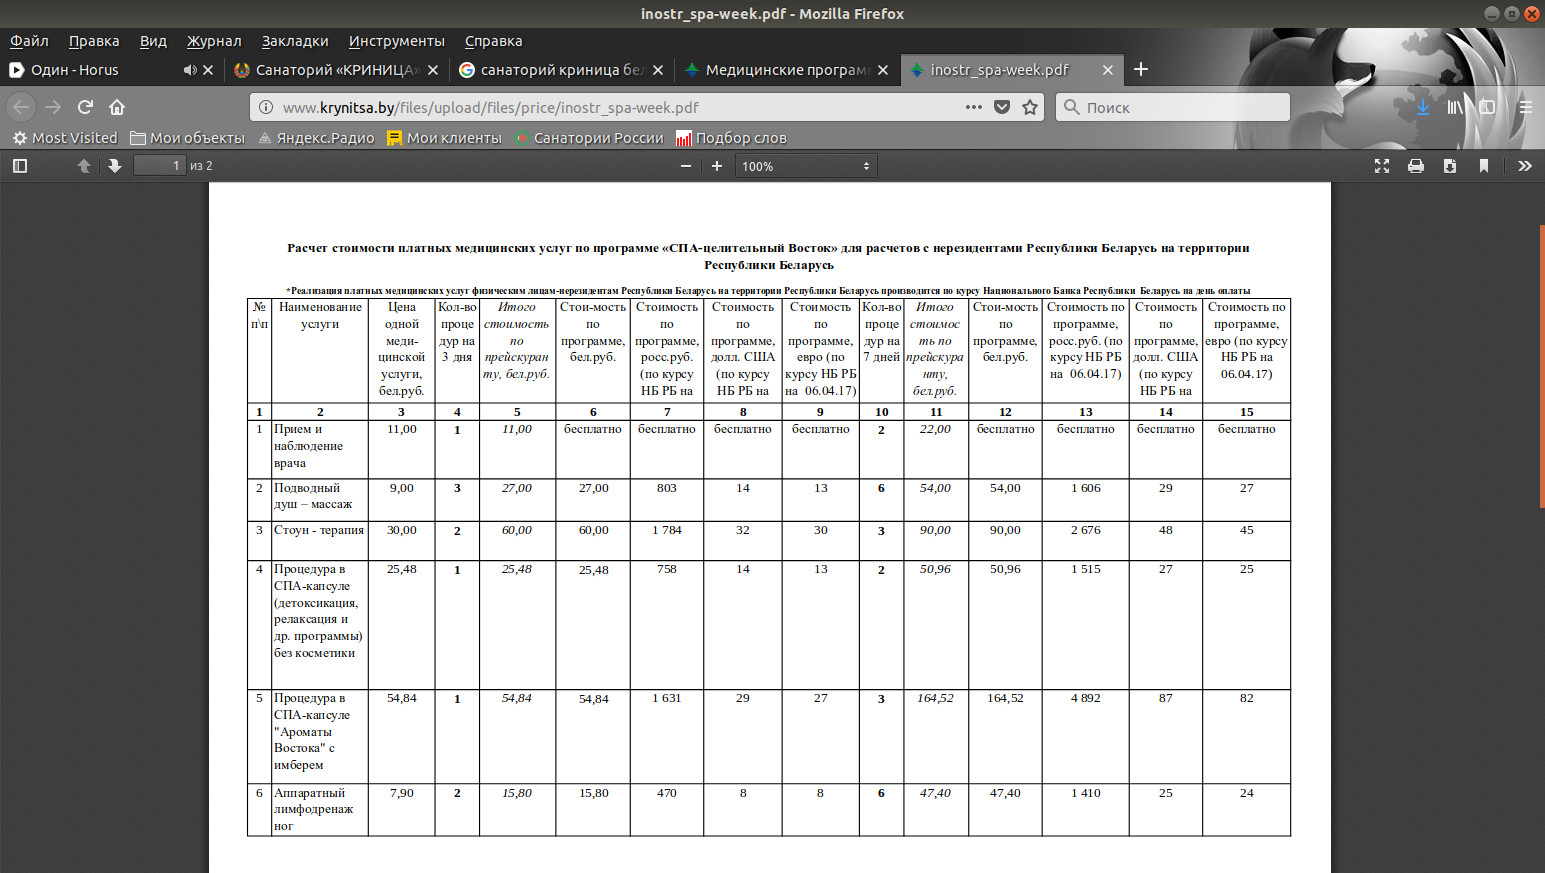 inostr_spa-week.pdf - Mozilla Firefox
Файл Правка Вид Журнал Закладки Инструменты Справка
Один - Horus
Санаторий «КРИНИЦА»
санаторий криница бел
Медицинские програм
inostr_spa-week.pdf
www.krynitsa.by/files/upload/files/price/inostr_spa-week.pdf
Поиск
Most Visited Мои объекты Яндекс.Радио Мои клиенты Санатории России Подбор слов
1 из 2
100%
Расчет стоимости платных медицинских услуг по программе «СПА-целительный Восток» для расчетов с нерезидентами Республики Беларусь на территории
Республики Беларусь
*Реализация платных медицинских услуг физическим лицам-нерезидентам Республики Беларусь на территории Республики Беларусь производится по курсу Национального Банка Республики Беларусь на день оплаты
№ Наименование Цена Кол-во Итого Стои-мость Стоимость Стоимость Стоимость Кол-во Итого Стои-мость Стоимость по Стоимость Стоимость по
п\п услуги одной проце стоимость по по по по проце стоимос по программе, по программе,
меди- дур на по программе, программе, программе, программе, дур на ть по программе, росс.руб. (по программе, евро (по курсу
цинской 3 дня прейскуран бел.руб. росс.руб. долл. США евро (по 7 дней прейскура бел.руб. курсу НБ РБ долл. США НБ РБ на
услуги, ту, бел.руб. (по курсу (по курсу курсу НБ РБ нту, на 06.04.17) (по курсу 06.04.17)
бел.руб. НБ РБ на НБ РБ на на 06.04.17) бел.руб. НБ РБ на
1 2 3 4 5 6 7 8 9 10 11 12 13 14 15
1 Прием и 11,00 1 11,00 бесплатно бесплатно бесплатно бесплатно 2 22,00 бесплатно бесплатно бесплатно бесплатно
наблюдение
врача
2 Подводный 9,00 3 27,00 27,00 803 14 13 6 54,00 54,00 1 606 29 27
душ – массаж
3 Стоун - терапия 30,00 2 60,00 60,00 1 784 32 30 3 90,00 90,00 2 676 48 45
4 Процедура в 25,48 1 25,48 25,48 758 14 13 2 50,96 50,96 1 515 27 25
СПА-капсуле
(детоксикация,
релаксация и
др. программы)
без косметики
5 Процедура в 54,84 1 54,84 54,84 1 631 29 27 3 164,52 164,52 4 892 87 82
СПА-капсуле
"Ароматы
Востока" с
имберем
6 Аппаратный 7,90 2 15,80 15,80 470 8 8 6 47,40 47,40 1 410 25 24
лимфодренаж
ног